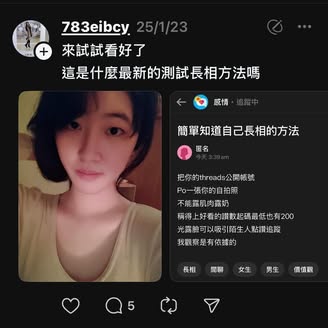 783eibcy 25/1/23
來試試看好了
這是什麼最新的測試長相方法嗎
感情・追蹤中
簡單知道自己長相的方法
匿名
今天 3:39 am
把你的threads公開帳號
Po一張你的自拍照
不能露肌肉露奶
稱得上好看的讚數起碼最低也有200
光露臉可以吸引陌生人點讚追蹤
我觀察是有依據的
長相 閒聊 女生 男生 價值觀
5